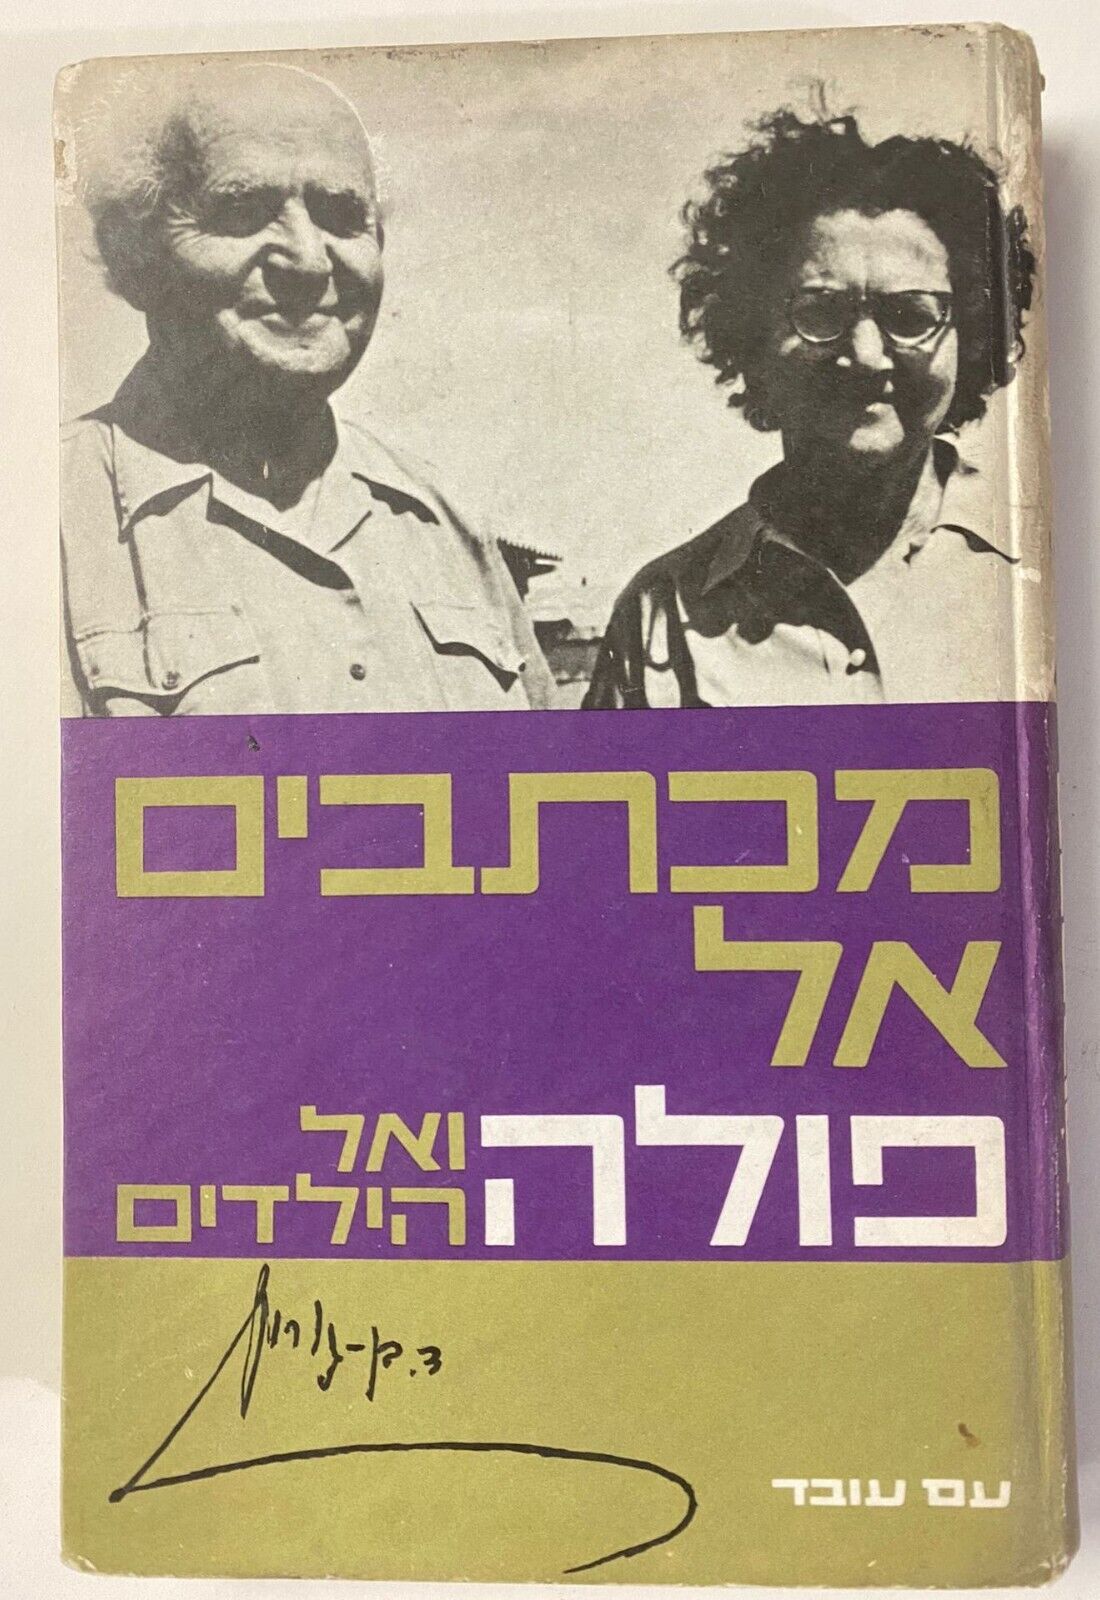 מכתבים
אל
פולה
ואל
הילדים
ד. בן-גוריון
עם עובד